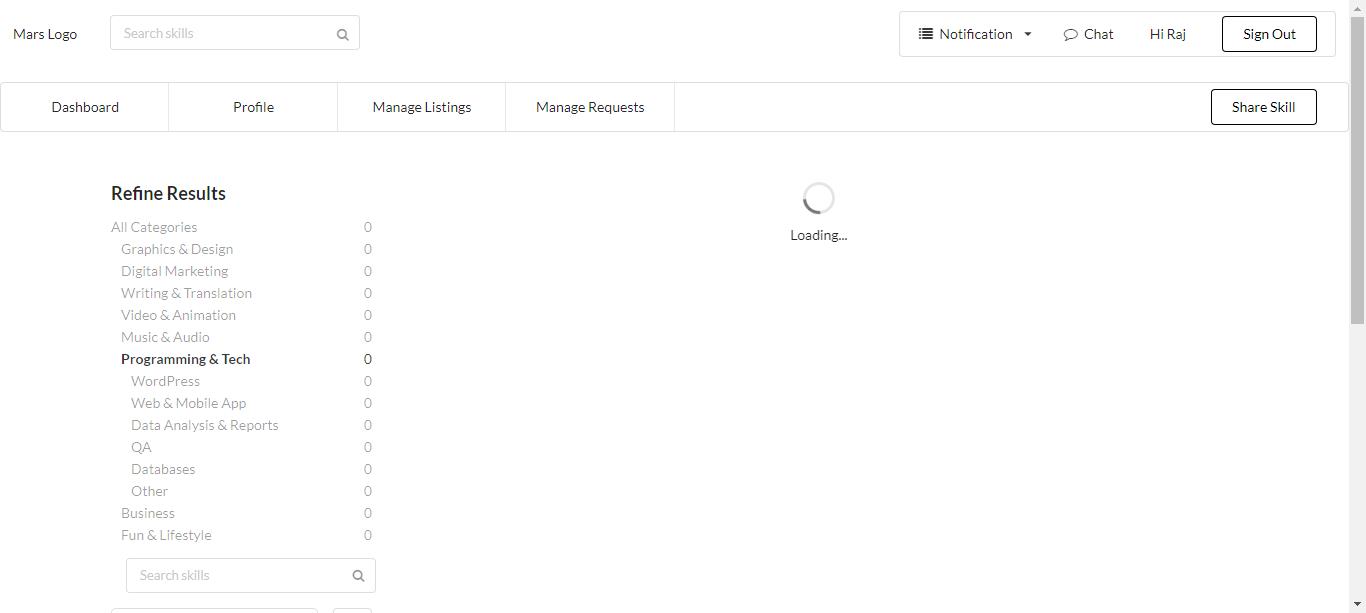 Mars Logo
Search skills
Notification
Chat
Hi Raj
Sign Out
Dashboard
Profile
Manage Listings
Manage Requests
Share Skill
Refine Results
All Categories 0
Graphics & Design 0
Digital Marketing 0
Writing & Translation 0
Video & Animation 0
Music & Audio 0
Programming & Tech 0
WordPress 0
Web & Mobile App 0
Data Analysis & Reports 0
QA 0
Databases 0
Other 0
Business 0
Fun & Lifestyle 0
Search skills
Loading...